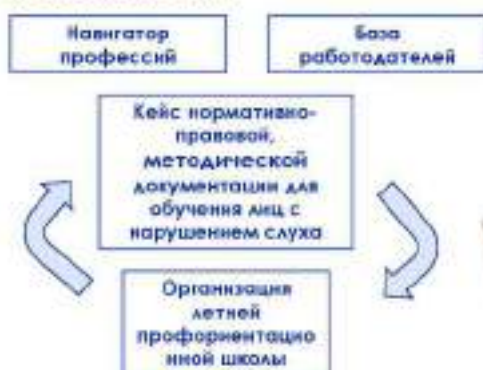 Навигатор
профессий
База
работодателей
Кейс нормативно-
правовой,
методической
документации для
обучения лиц с
нарушением слуха
Организация
летней
профориентацио
нной школы